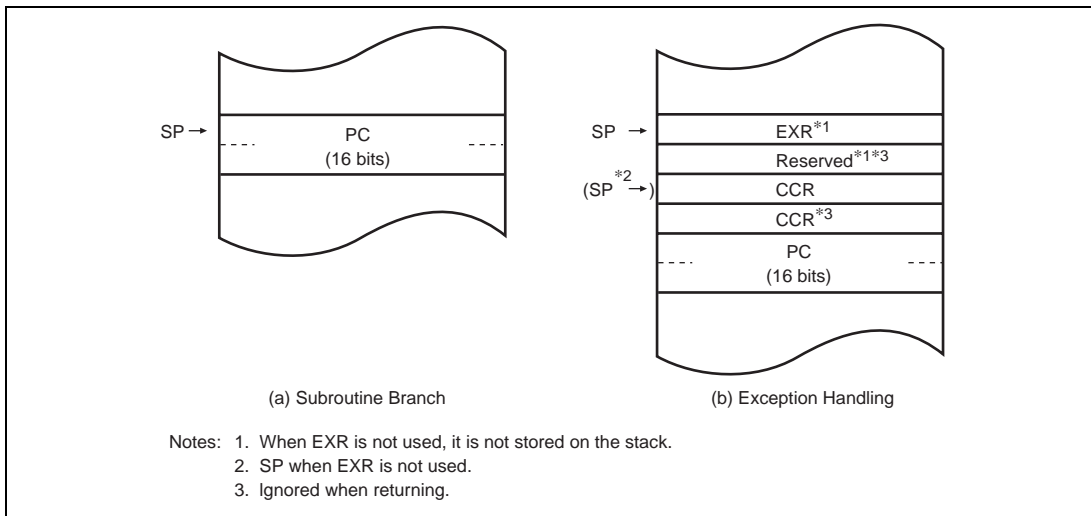 SP →
PC
(16 bits)
(a) Subroutine Branch
SP →
EXR*1
Reserved*1*3
(SP*2 →)
CCR
CCR*3
PC
(16 bits)
(b) Exception Handling
Notes: 1. When EXR is not used, it is not stored on the stack.
2. SP when EXR is not used.
3. Ignored when returning.